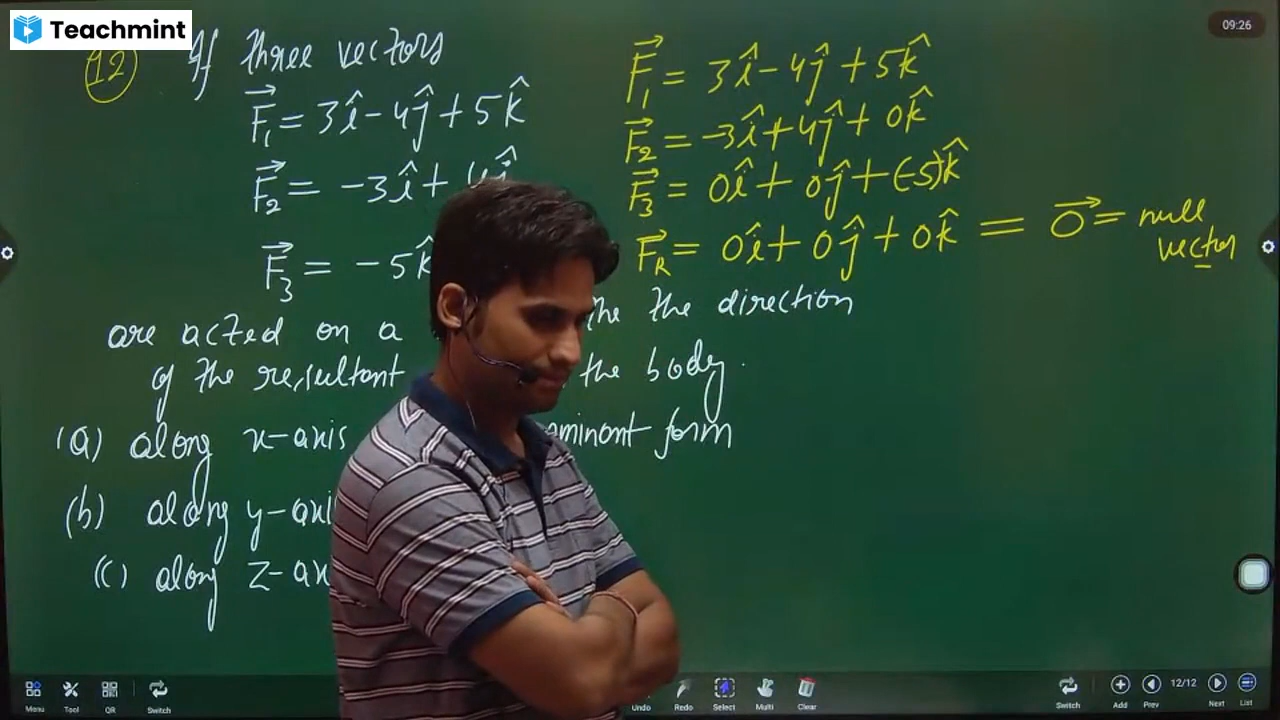 Teachmint
09:26
(12) If three vectors
F⃗₁ = 3î - 4ĵ + 5k̂
F⃗₂ = -3î + 4ĵ
F⃗₃ = -5k̂
are acted on a the the direction
of the resultant the body.
(a) along x-axis form
(b) along y-axi
(c) along z-ax
F⃗₁ = 3î - 4ĵ + 5k̂
F⃗₂ = -3î + 4ĵ + 0k̂
F⃗₃ = 0î + 0ĵ + (-5)k̂
F⃗R = 0î + 0ĵ + 0k̂ = 0⃗ = null
vector
Menu Tool QR Switch Undo Redo Select Multi Clear Switch Add Prev 12/12 Next List